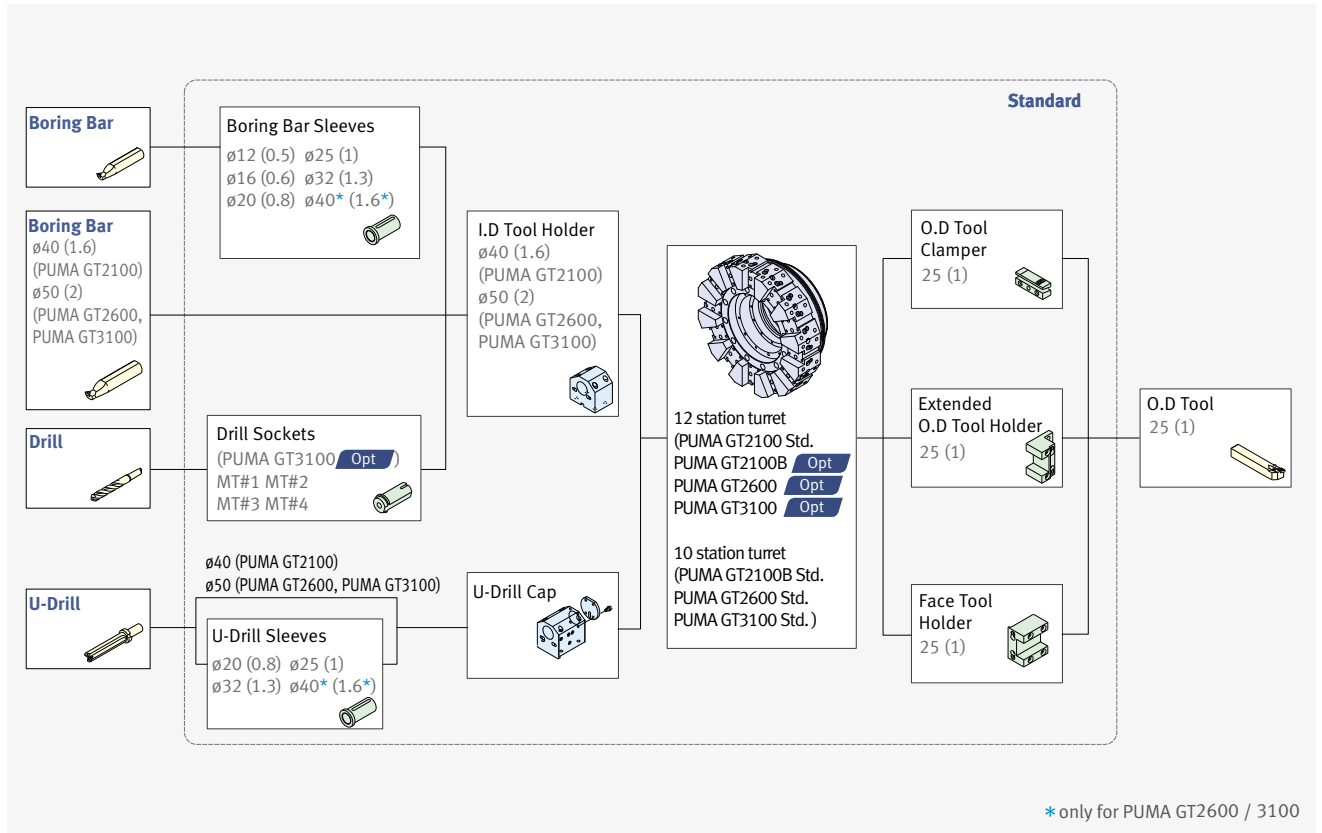 Standard
Boring Bar
Boring Bar Sleeves
ø12 (0.5) ø25 (1)
ø16 (0.6) ø32 (1.3)
ø20 (0.8) ø40* (1.6*)
Boring Bar
ø40 (1.6)
(PUMA GT2100)
ø50 (2)
(PUMA GT2600,
PUMA GT3100)
I.D Tool Holder
ø40 (1.6)
(PUMA GT2100)
ø50 (2)
(PUMA GT2600,
PUMA GT3100)
Drill
Drill Sockets
(PUMA GT3100 Opt )
MT#1 MT#2
MT#3 MT#4
ø40 (PUMA GT2100)
ø50 (PUMA GT2600, PUMA GT3100)
U-Drill
U-Drill Sleeves
ø20 (0.8) ø25 (1)
ø32 (1.3) ø40* (1.6*)
U-Drill Cap
12 station turret
(PUMA GT2100 Std.
PUMA GT2100B Opt
PUMA GT2600 Opt
PUMA GT3100 Opt
10 station turret
(PUMA GT2100B Std.
PUMA GT2600 Std.
PUMA GT3100 Std. )
O.D Tool
Clamper
25 (1)
Extended
O.D Tool Holder
25 (1)
Face Tool
Holder
25 (1)
O.D Tool
25 (1)
* only for PUMA GT2600 / 3100